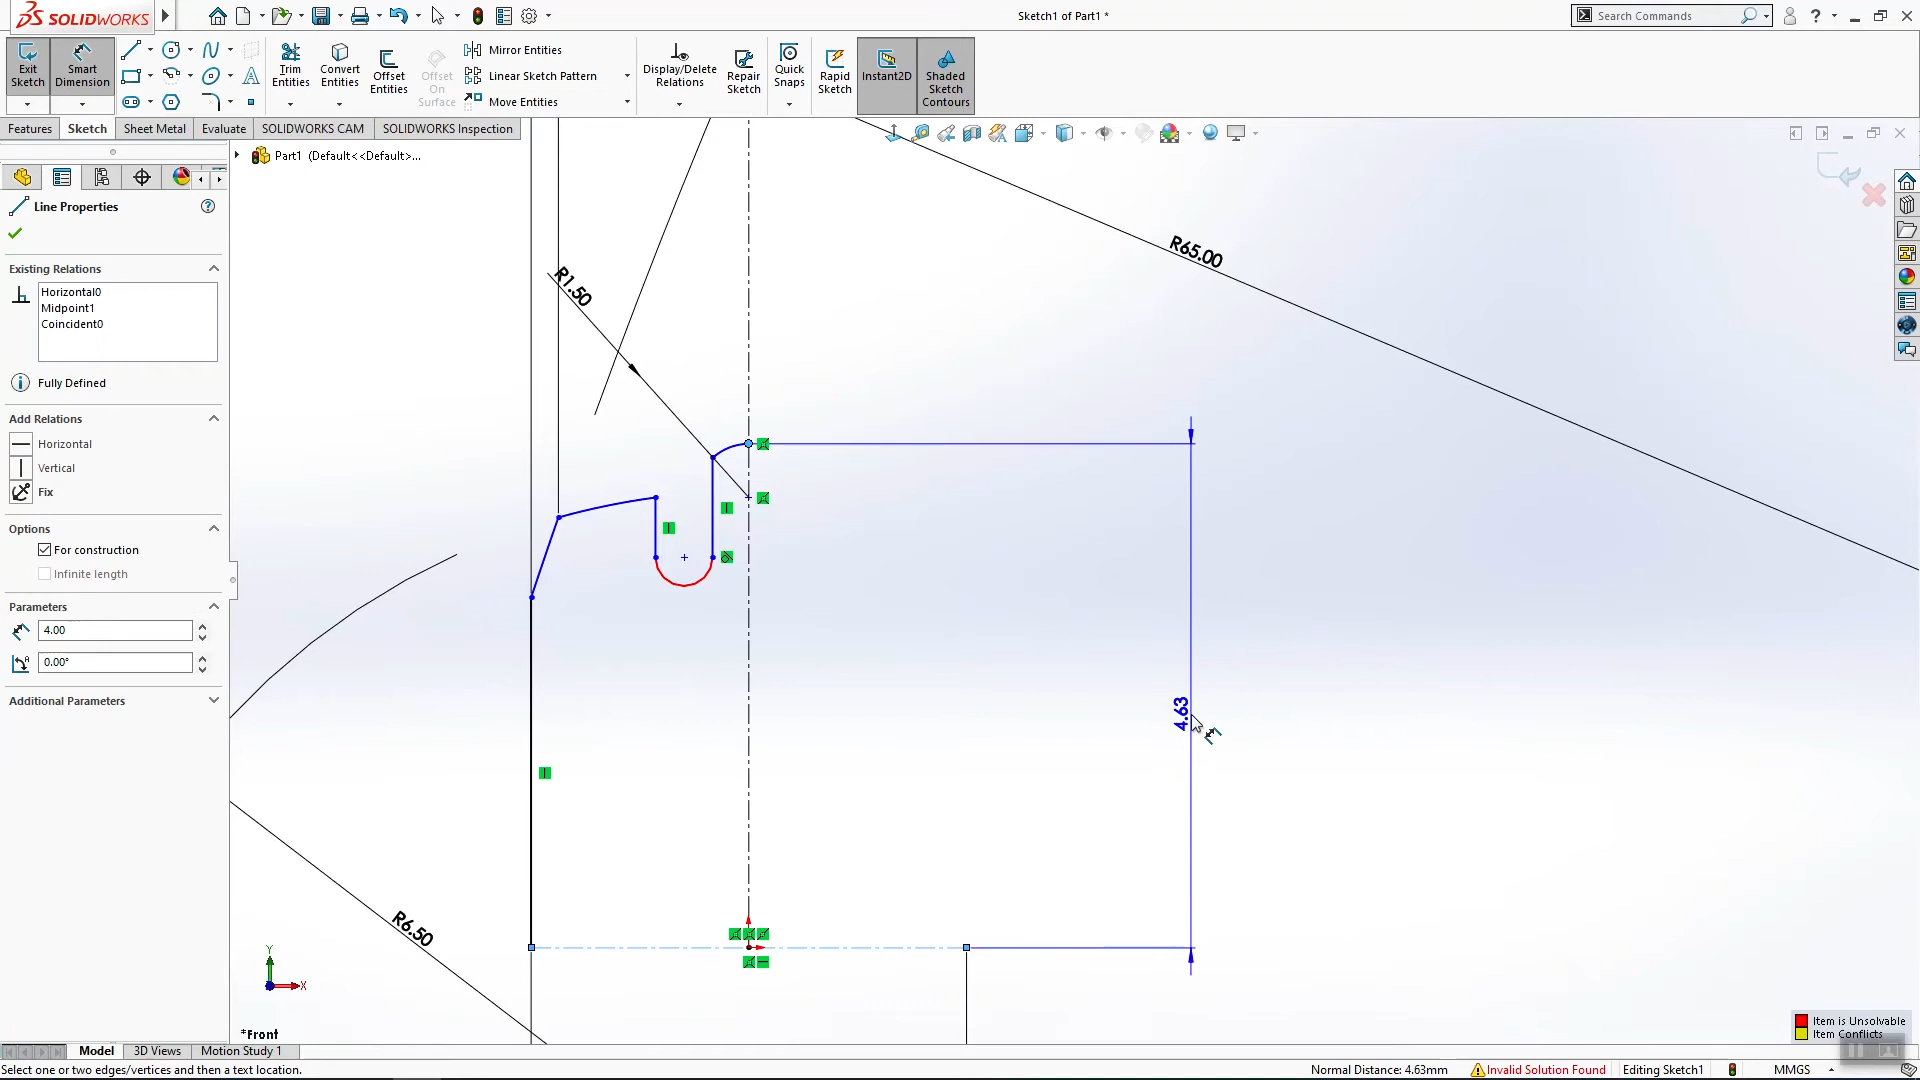 SOLIDWORKS
Sketch1 of Part1 *
Search Commands
Exit
Sketch
Smart
Dimension
Trim
Entities
Convert
Entities
Offset
Entities
Offset
On
Surface
Mirror Entities
Linear Sketch Pattern
Move Entities
Display/Delete
Relations
Repair
Sketch
Quick
Snaps
Rapid
Sketch
Instant2D
Shaded
Sketch
Contours
Features
Sketch
Sheet Metal
Evaluate
SOLIDWORKS CAM
SOLIDWORKS Inspection
Part1 (Default<<Default>...
Line Properties
Existing Relations
Horizontal0
Midpoint1
Coincident0
Fully Defined
Add Relations
Horizontal
Vertical
Fix
Options
For construction
Infinite length
Parameters
4.00
0.00°
Additional Parameters
R65.00
R1.50
4.63
R6.50
Y
X
*Front
Item is Unsolvable
Item Conflicts
Model
3D Views
Motion Study 1
Select one or two edges/vertices and then a text location.
Normal Distance: 4.63mm
Invalid Solution Found
Editing Sketch1
MMGS